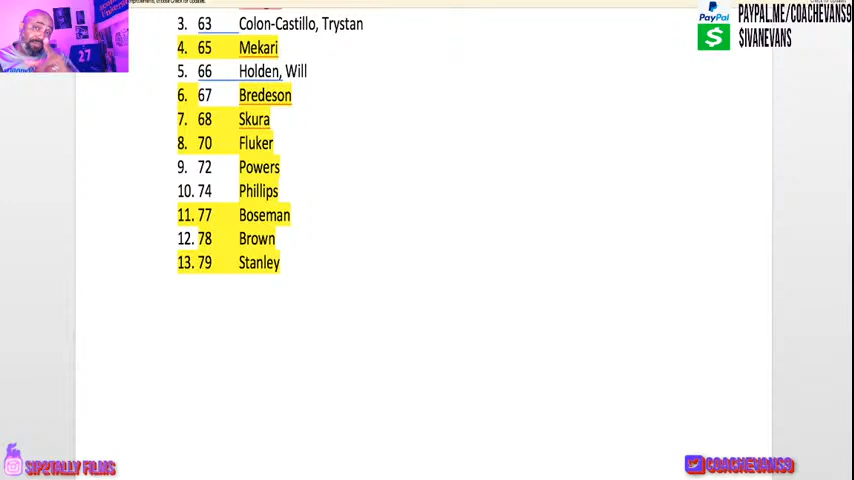 PayPal PAYPAL.ME/COACHEVANS9
$ $IVANEVANS
3. 63 Colon-Castillo, Trystan
4. 65 Mekari
5. 66 Holden, Will
6. 67 Bredeson
7. 68 Skura
8. 70 Fluker
9. 72 Powers
10. 74 Phillips
11. 77 Boseman
12. 78 Brown
13. 79 Stanley
27
SIP2TALLY FILMS
COACHEVANS9